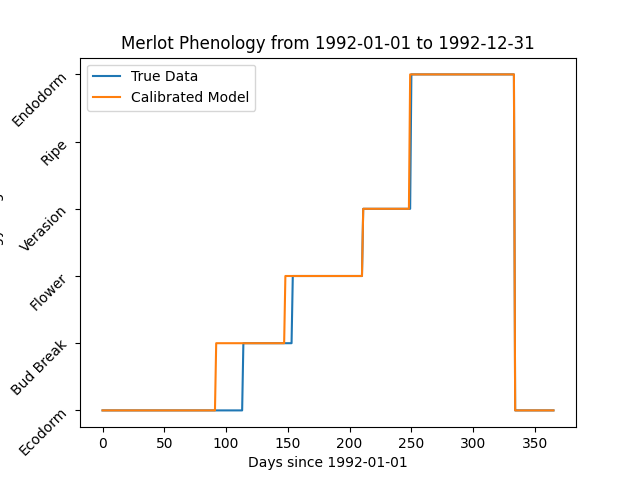 Merlot Phenology from 1992-01-01 to 1992-12-31
True Data
Calibrated Model
Endodorm
Ripe
Verasion
Flower
Bud Break
Ecodorm
0 50 100 150 200 250 300 350
Days since 1992-01-01